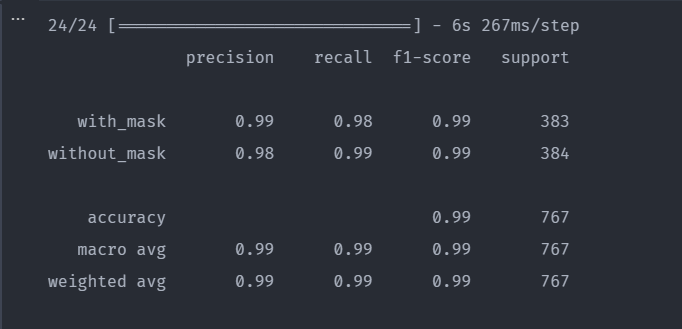 ...
24/24 [==============================] - 6s 267ms/step
precision recall f1-score support
with_mask 0.99 0.98 0.99 383
without_mask 0.98 0.99 0.99 384
accuracy 0.99 767
macro avg 0.99 0.99 0.99 767
weighted avg 0.99 0.99 0.99 767